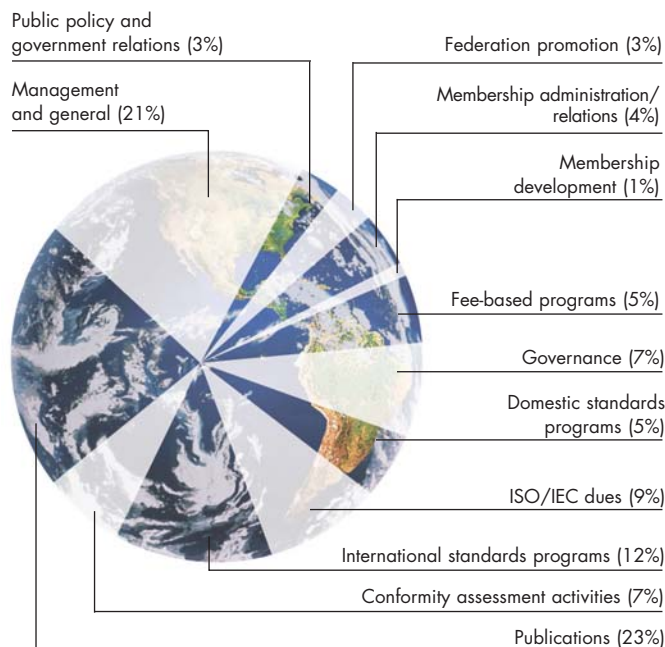 Public policy and
government relations (3%)
Management
and general (21%)
Federation promotion (3%)
Membership administration/
relations (4%)
Membership
development (1%)
Fee-based programs (5%)
Governance (7%)
Domestic standards
programs (5%)
ISO/IEC dues (9%)
International standards programs (12%)
Conformity assessment activities (7%)
Publications (23%)